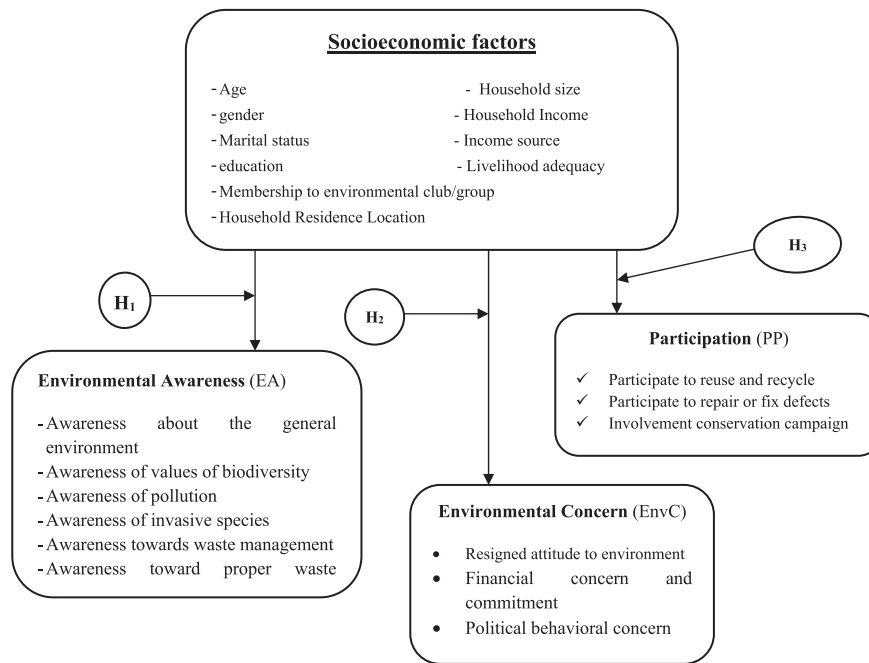 Socioeconomic factors
- Age
- Household size
- gender
- Household Income
- Marital status
- Income source
- education
- Livelihood adequacy
- Membership to environmental club/group
- Household Residence Location
H3
H1
H2
Participation (PP)
✓ Participate to reuse and recycle
✓ Participate to repair or fix defects
✓ Involvement conservation campaign
Environmental Awareness (EA)
- Awareness about the general
environment
- Awareness of values of biodiversity
- Awareness of pollution
- Awareness of invasive species
- Awareness towards waste management
- Awareness toward proper waste
Environmental Concern (EnvC)
• Resigned attitude to environment
• Financial concern and
commitment
• Political behavioral concern